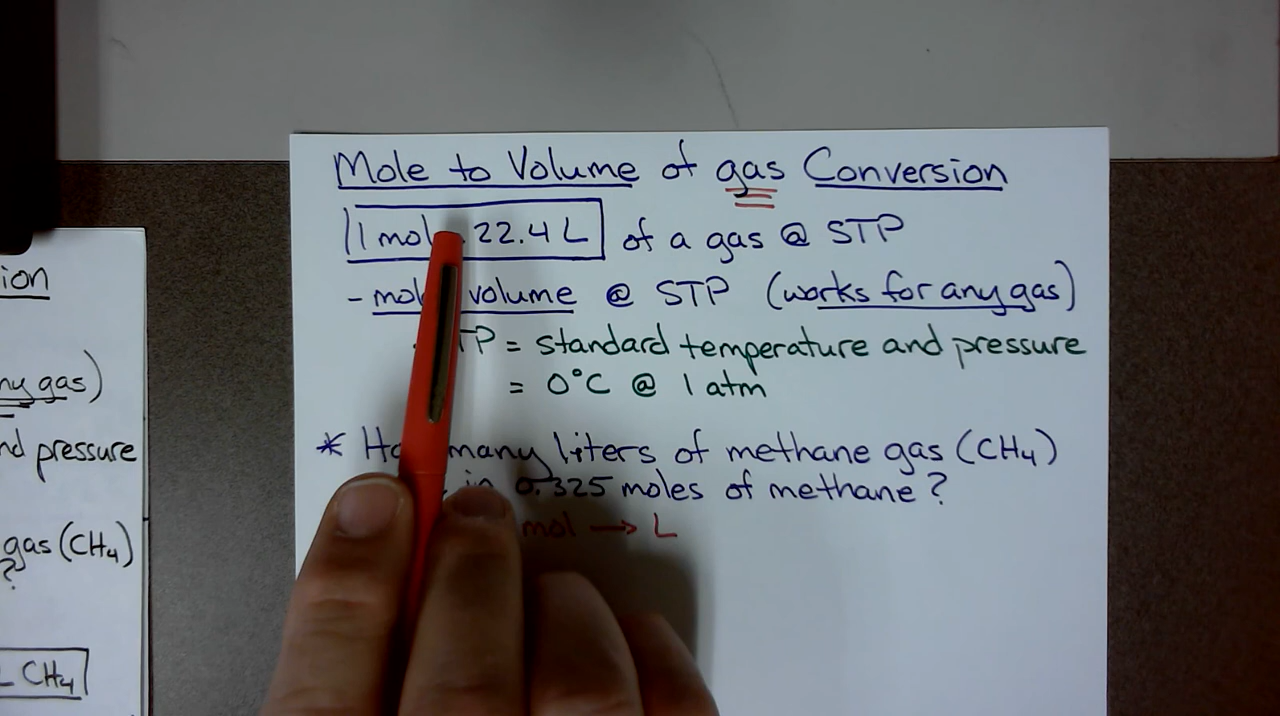 Mole to Volume of gas Conversion
1 mol 22.4 L of a gas @ STP
- volume @ STP (works for any gas)
= standard temperature and pressure
= 0°C @ 1 atm
* many liters of methane gas (CH4)
in 0.325 moles of methane?
mol → L
ion
gas)
pressure
gas (CH4)
?
CH4